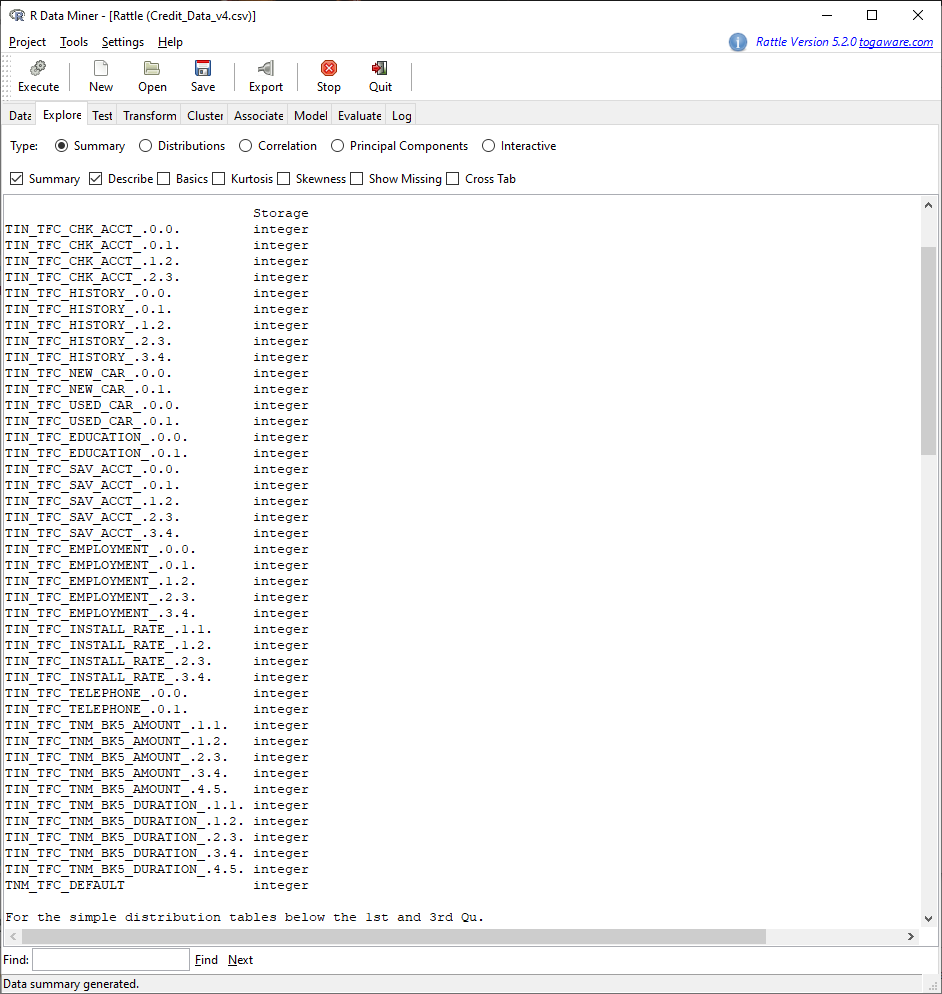 R Data Miner - [Rattle (Credit_Data_v4.csv)]
Project Tools Settings Help
Rattle Version 5.2.0 togaware.com
Execute New Open Save Export Stop Quit
Data Explore Test Transform Cluster Associate Model Evaluate Log
Type: Summary Distributions Correlation Principal Components Interactive
Summary Describe Basics Kurtosis Skewness Show Missing Cross Tab
Storage
TIN_TFC_CHK_ACCT_.0.0. integer
TIN_TFC_CHK_ACCT_.0.1. integer
TIN_TFC_CHK_ACCT_.1.2. integer
TIN_TFC_CHK_ACCT_.2.3. integer
TIN_TFC_HISTORY_.0.0. integer
TIN_TFC_HISTORY_.0.1. integer
TIN_TFC_HISTORY_.1.2. integer
TIN_TFC_HISTORY_.2.3. integer
TIN_TFC_HISTORY_.3.4. integer
TIN_TFC_NEW_CAR_.0.0. integer
TIN_TFC_NEW_CAR_.0.1. integer
TIN_TFC_USED_CAR_.0.0. integer
TIN_TFC_USED_CAR_.0.1. integer
TIN_TFC_EDUCATION_.0.0. integer
TIN_TFC_EDUCATION_.0.1. integer
TIN_TFC_SAV_ACCT_.0.0. integer
TIN_TFC_SAV_ACCT_.0.1. integer
TIN_TFC_SAV_ACCT_.1.2. integer
TIN_TFC_SAV_ACCT_.2.3. integer
TIN_TFC_SAV_ACCT_.3.4. integer
TIN_TFC_EMPLOYMENT_.0.0. integer
TIN_TFC_EMPLOYMENT_.0.1. integer
TIN_TFC_EMPLOYMENT_.1.2. integer
TIN_TFC_EMPLOYMENT_.2.3. integer
TIN_TFC_EMPLOYMENT_.3.4. integer
TIN_TFC_INSTALL_RATE_.1.1. integer
TIN_TFC_INSTALL_RATE_.1.2. integer
TIN_TFC_INSTALL_RATE_.2.3. integer
TIN_TFC_INSTALL_RATE_.3.4. integer
TIN_TFC_TELEPHONE_.0.0. integer
TIN_TFC_TELEPHONE_.0.1. integer
TIN_TFC_TNM_BK5_AMOUNT_.1.1. integer
TIN_TFC_TNM_BK5_AMOUNT_.1.2. integer
TIN_TFC_TNM_BK5_AMOUNT_.2.3. integer
TIN_TFC_TNM_BK5_AMOUNT_.3.4. integer
TIN_TFC_TNM_BK5_AMOUNT_.4.5. integer
TIN_TFC_TNM_BK5_DURATION_.1.1. integer
TIN_TFC_TNM_BK5_DURATION_.1.2. integer
TIN_TFC_TNM_BK5_DURATION_.2.3. integer
TIN_TFC_TNM_BK5_DURATION_.3.4. integer
TIN_TFC_TNM_BK5_DURATION_.4.5. integer
TNM_TFC_DEFAULT integer
For the simple distribution tables below the 1st and 3rd Qu.
Find: Find Next
Data summary generated.